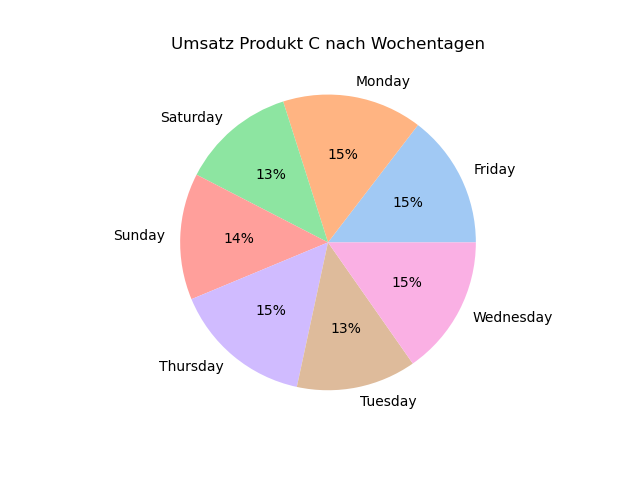 Umsatz Produkt C nach Wochentagen
Monday
Saturday
Friday
15%
13%
15%
Sunday
14%
15%
15%
Wednesday
13%
Thursday
Tuesday